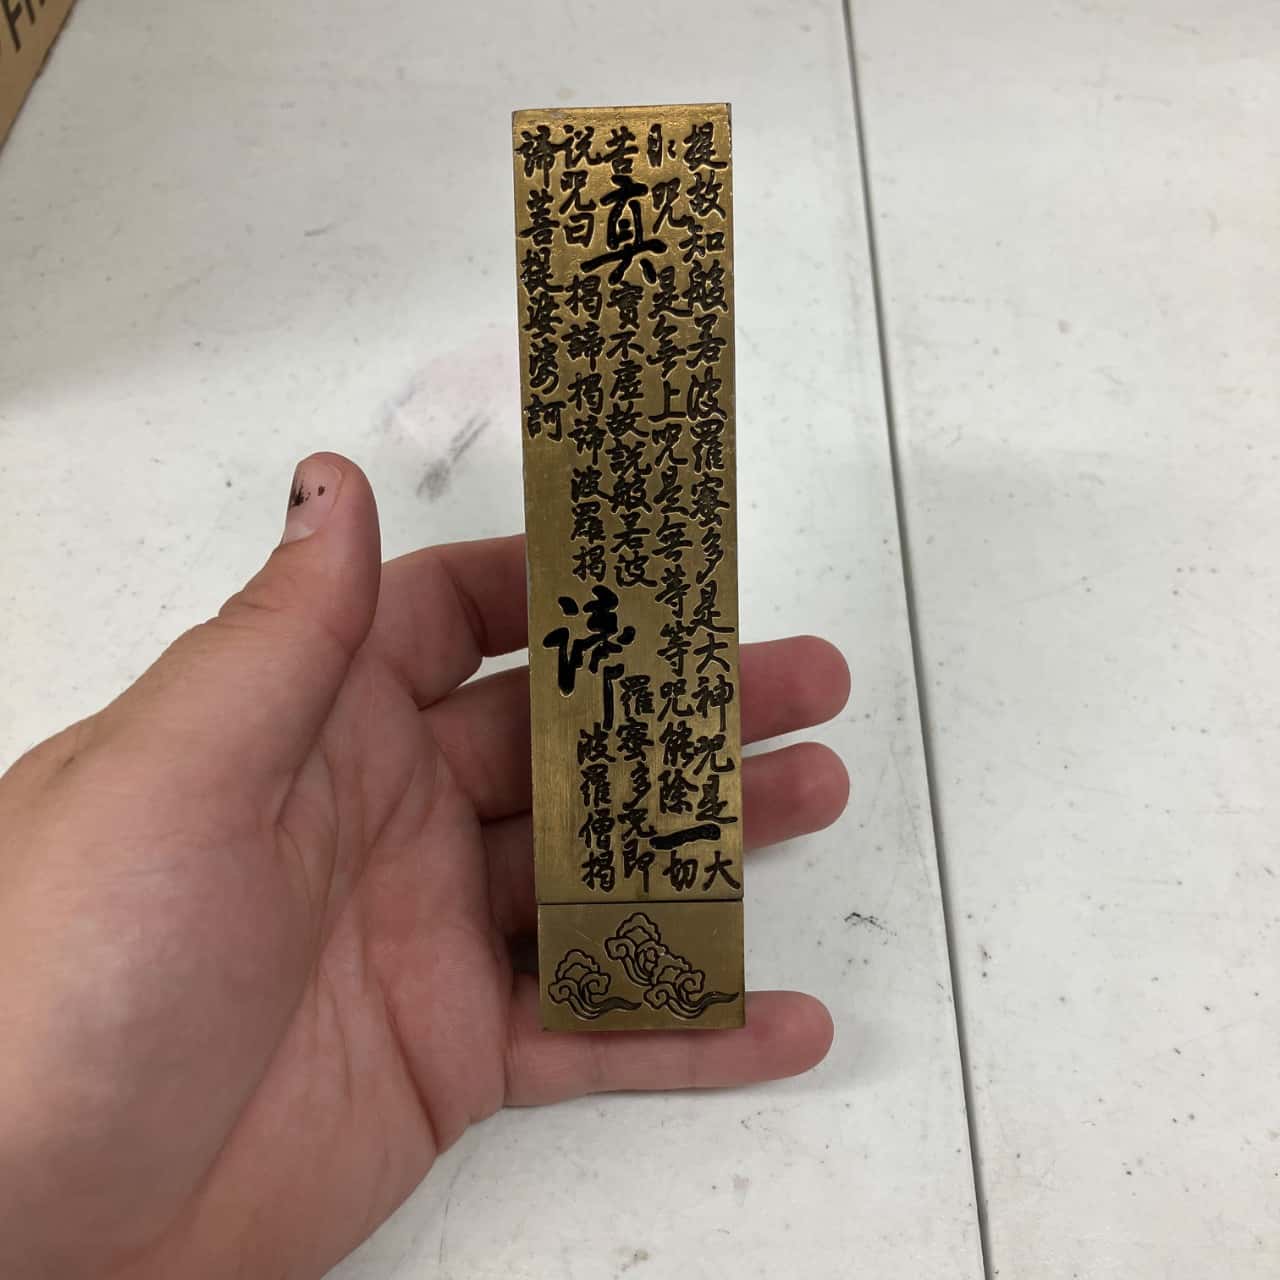 提故知般若波羅蜜多是大神咒是大
明咒是無上咒是無等等咒能除一切
苦真實不虛故說般若波羅蜜多咒即
說咒曰揭諦揭諦波羅揭諦波羅僧揭
諦菩提娑婆訶